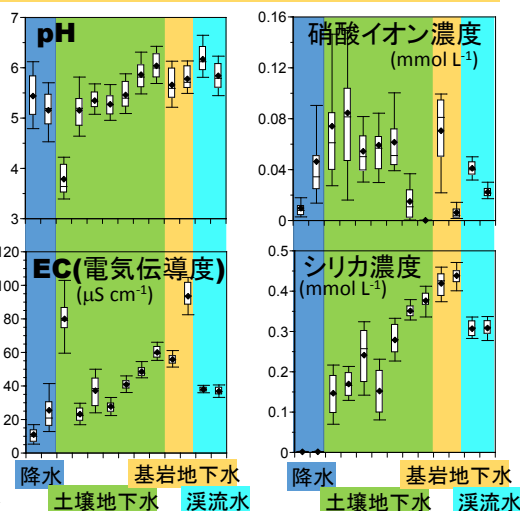 pH
7
6
5
4
3
硝酸イオン濃度
(mmol L-1)
0.16
0.12
0.08
0.04
0
EC(電気伝導度)
(μS cm-1)
120
100
80
60
40
20
0
シリカ濃度
(mmol L-1)
0.5
0.4
0.3
0.2
0.1
0
降水
基岩地下水
土壌地下水
渓流水
降水
基岩地下水
土壌地下水
渓流水